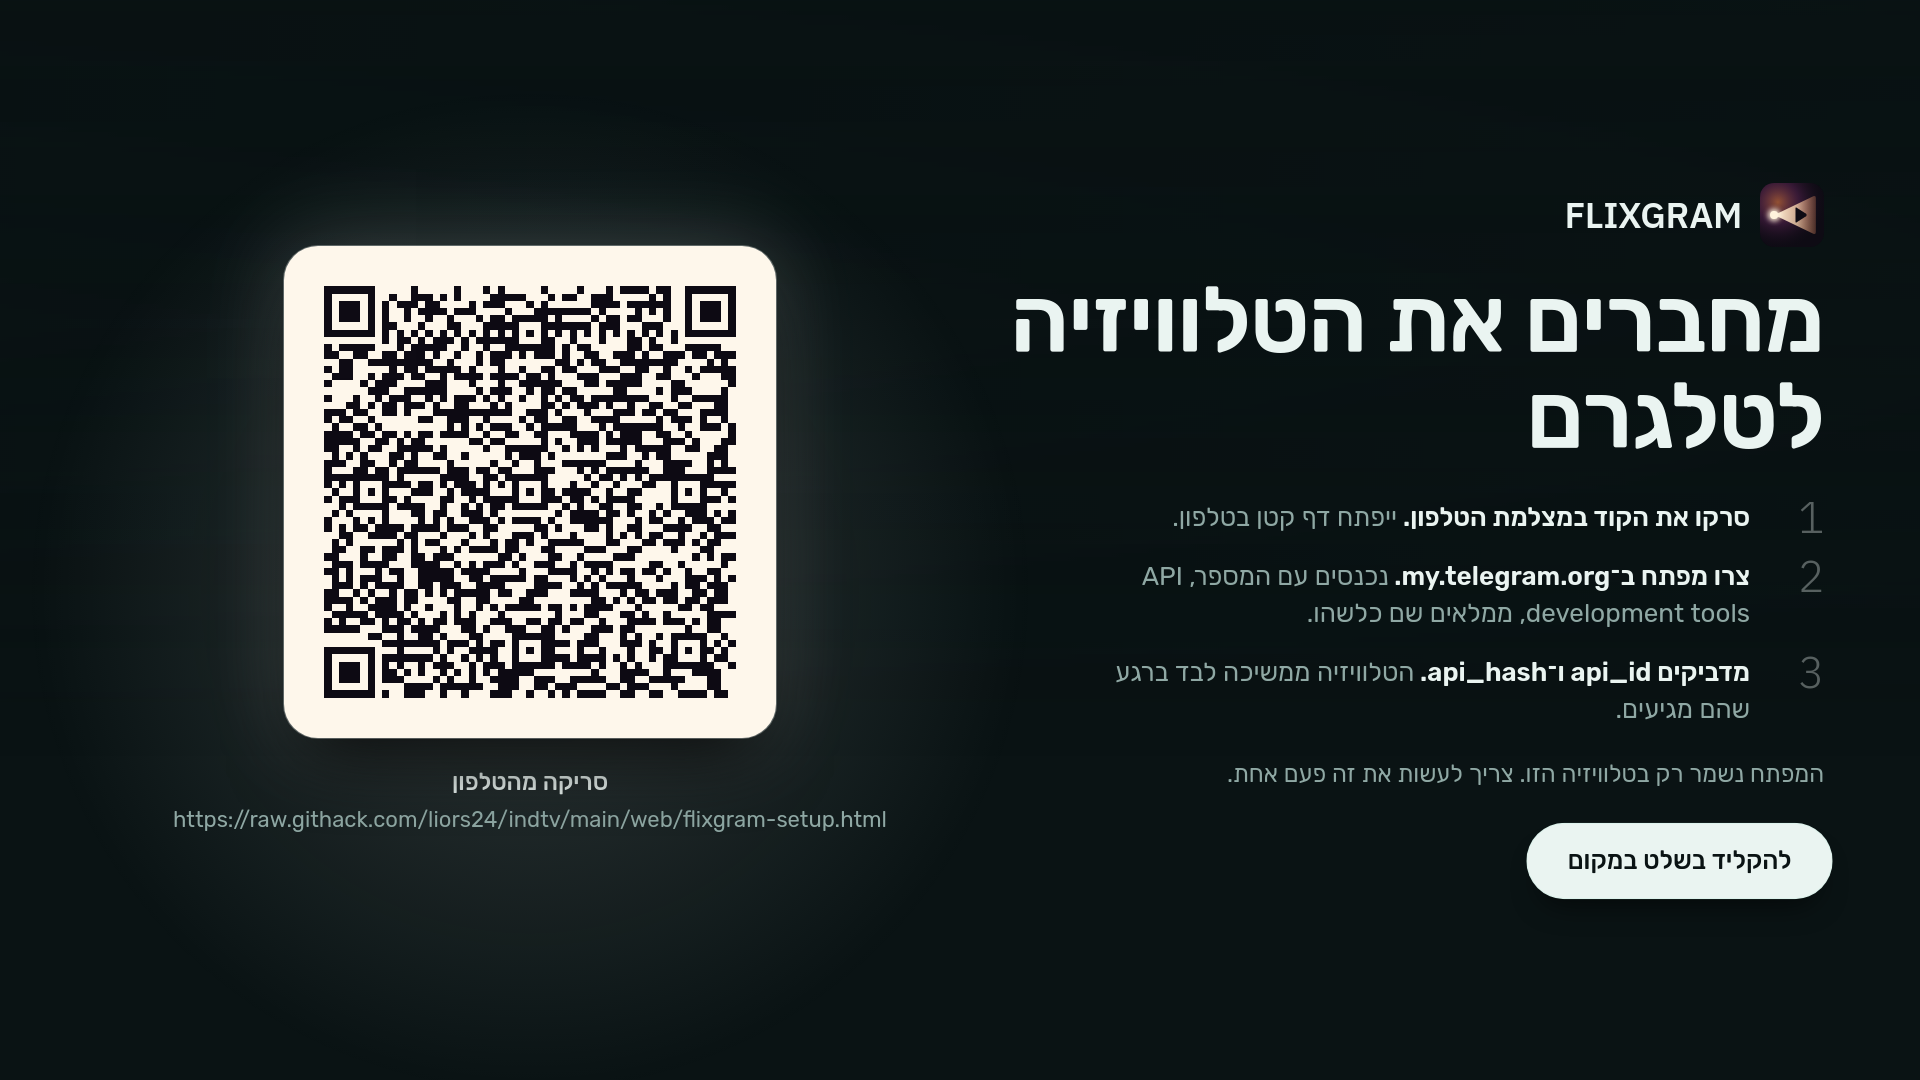 FLIXGRAM
מחברים את הטלוויזיה
לטלגרם
1 סרקו את הקוד במצלמת הטלפון. ייפתח דף קטן בטלפון.
2 צרו מפתח ב־my.telegram.org. נכנסים עם המספר, API
development tools, ממלאים שם כלשהו.
3 מדביקים api_id ו־api_hash. הטלוויזיה ממשיכה לבד ברגע
שהם מגיעים.
המפתח נשמר רק בטלוויזיה הזו. צריך לעשות את זה פעם אחת.
להקליד בשלט במקום
סריקה מהטלפון
https://raw.githack.com/liors24/indtv/main/web/flixgram-setup.html